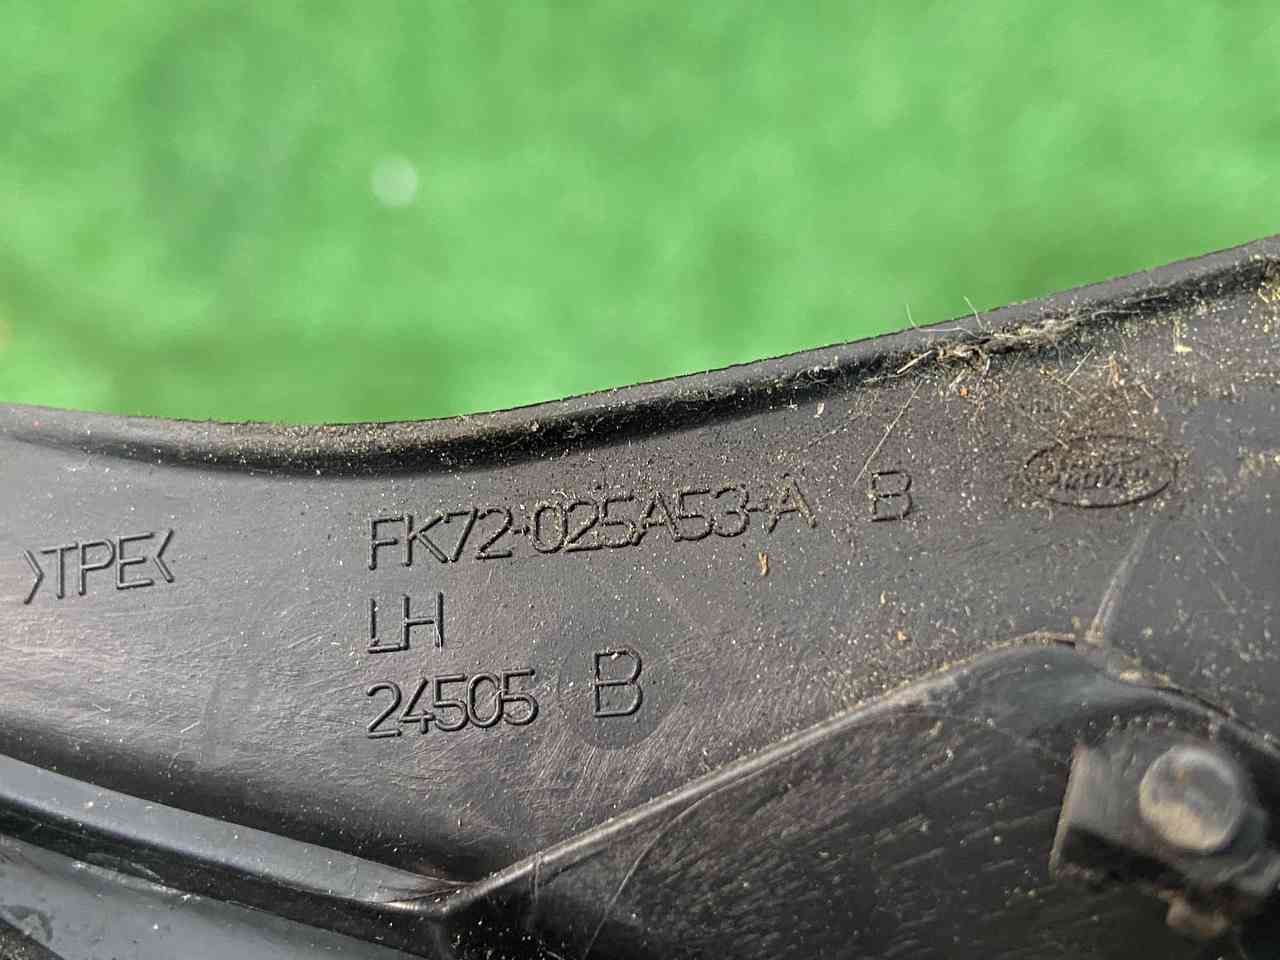 >TPE<
FK72-025A53-A B
LH
24505 B